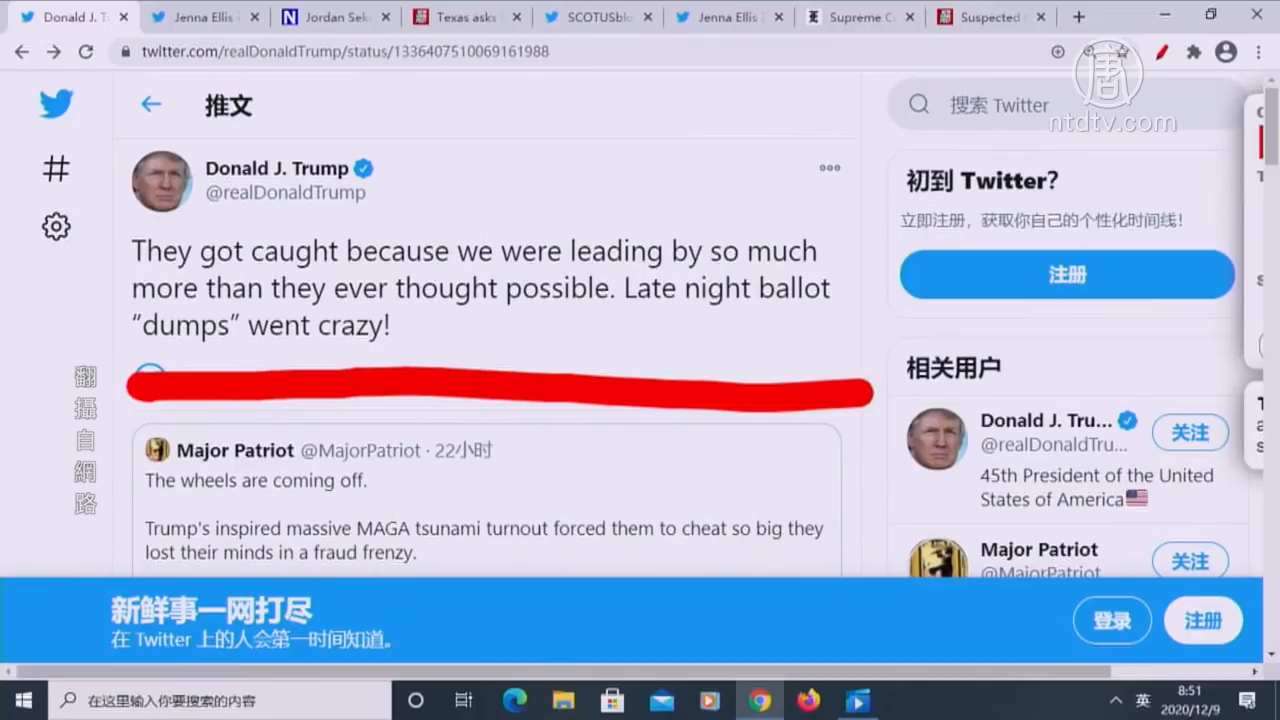 Donald J. T
Jenna Ellis
Jordan Sek
Texas asks
SCOTUSblo
Jenna Ellis
Supreme C
Suspected
twitter.com/realDonaldTrump/status/1336407510069161988
唐
ntdtv.com
推文
搜索 Twitter
Donald J. Trump
@realDonaldTrump
They got caught because we were leading by so much
more than they ever thought possible. Late night ballot
“dumps” went crazy!
初到 Twitter?
立即注册，获取你自己的个性化时间线!
注册
翻攝自網路
Major Patriot @MajorPatriot · 22小时
The wheels are coming off.
Trump's inspired massive MAGA tsunami turnout forced them to cheat so big they
lost their minds in a fraud frenzy.
相关用户
Donald J. Tru...
@realDonaldTru...
关注
45th President of the United
States of America
Major Patriot
@MajorPatriot
关注
新鲜事一网打尽
在 Twitter 上的人会第一时间知道。
登录
注册
在这里输入你要搜索的内容
英
8:51
2020/12/9